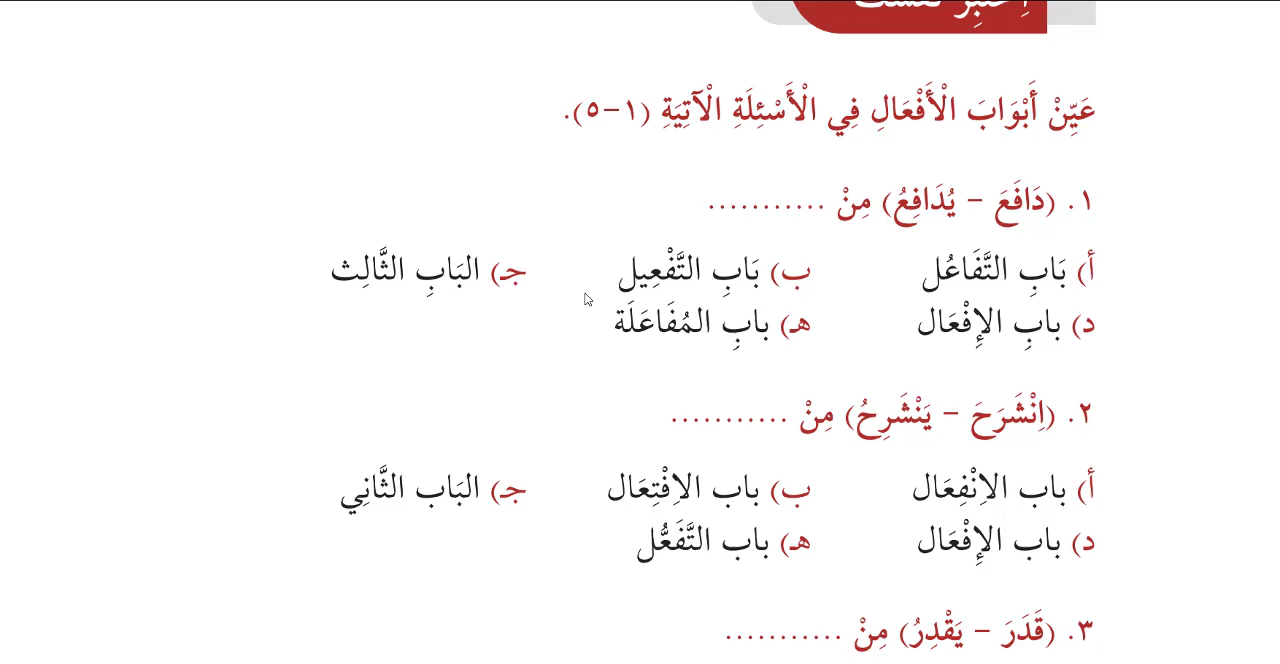 عَيِّنْ أَبْوَابَ الْأَفْعَالِ فِي الْأَسْئِلَةِ الْآتِيَةِ (١-٥).
١. (دَافَعَ - يُدَافِعُ) مِنْ ...........
أ) بَابِ التَّفَاعُل ب) بَابِ التَّفْعِيل جـ) البَابِ الثَّالِث
د) بابِ الإِفْعَال هـ) بابِ المُفَاعَلَة
٢. (اِنْشَرَحَ - يَنْشَرِحُ) مِنْ ...........
أ) باب الاِنْفِعَال ب) باب الاِفْتِعَال جـ) البَاب الثَّانِي
د) باب الإِفْعَال هـ) باب التَّفَعُّل
٣. (قَدَرَ - يَقْدِرُ) مِنْ ...........